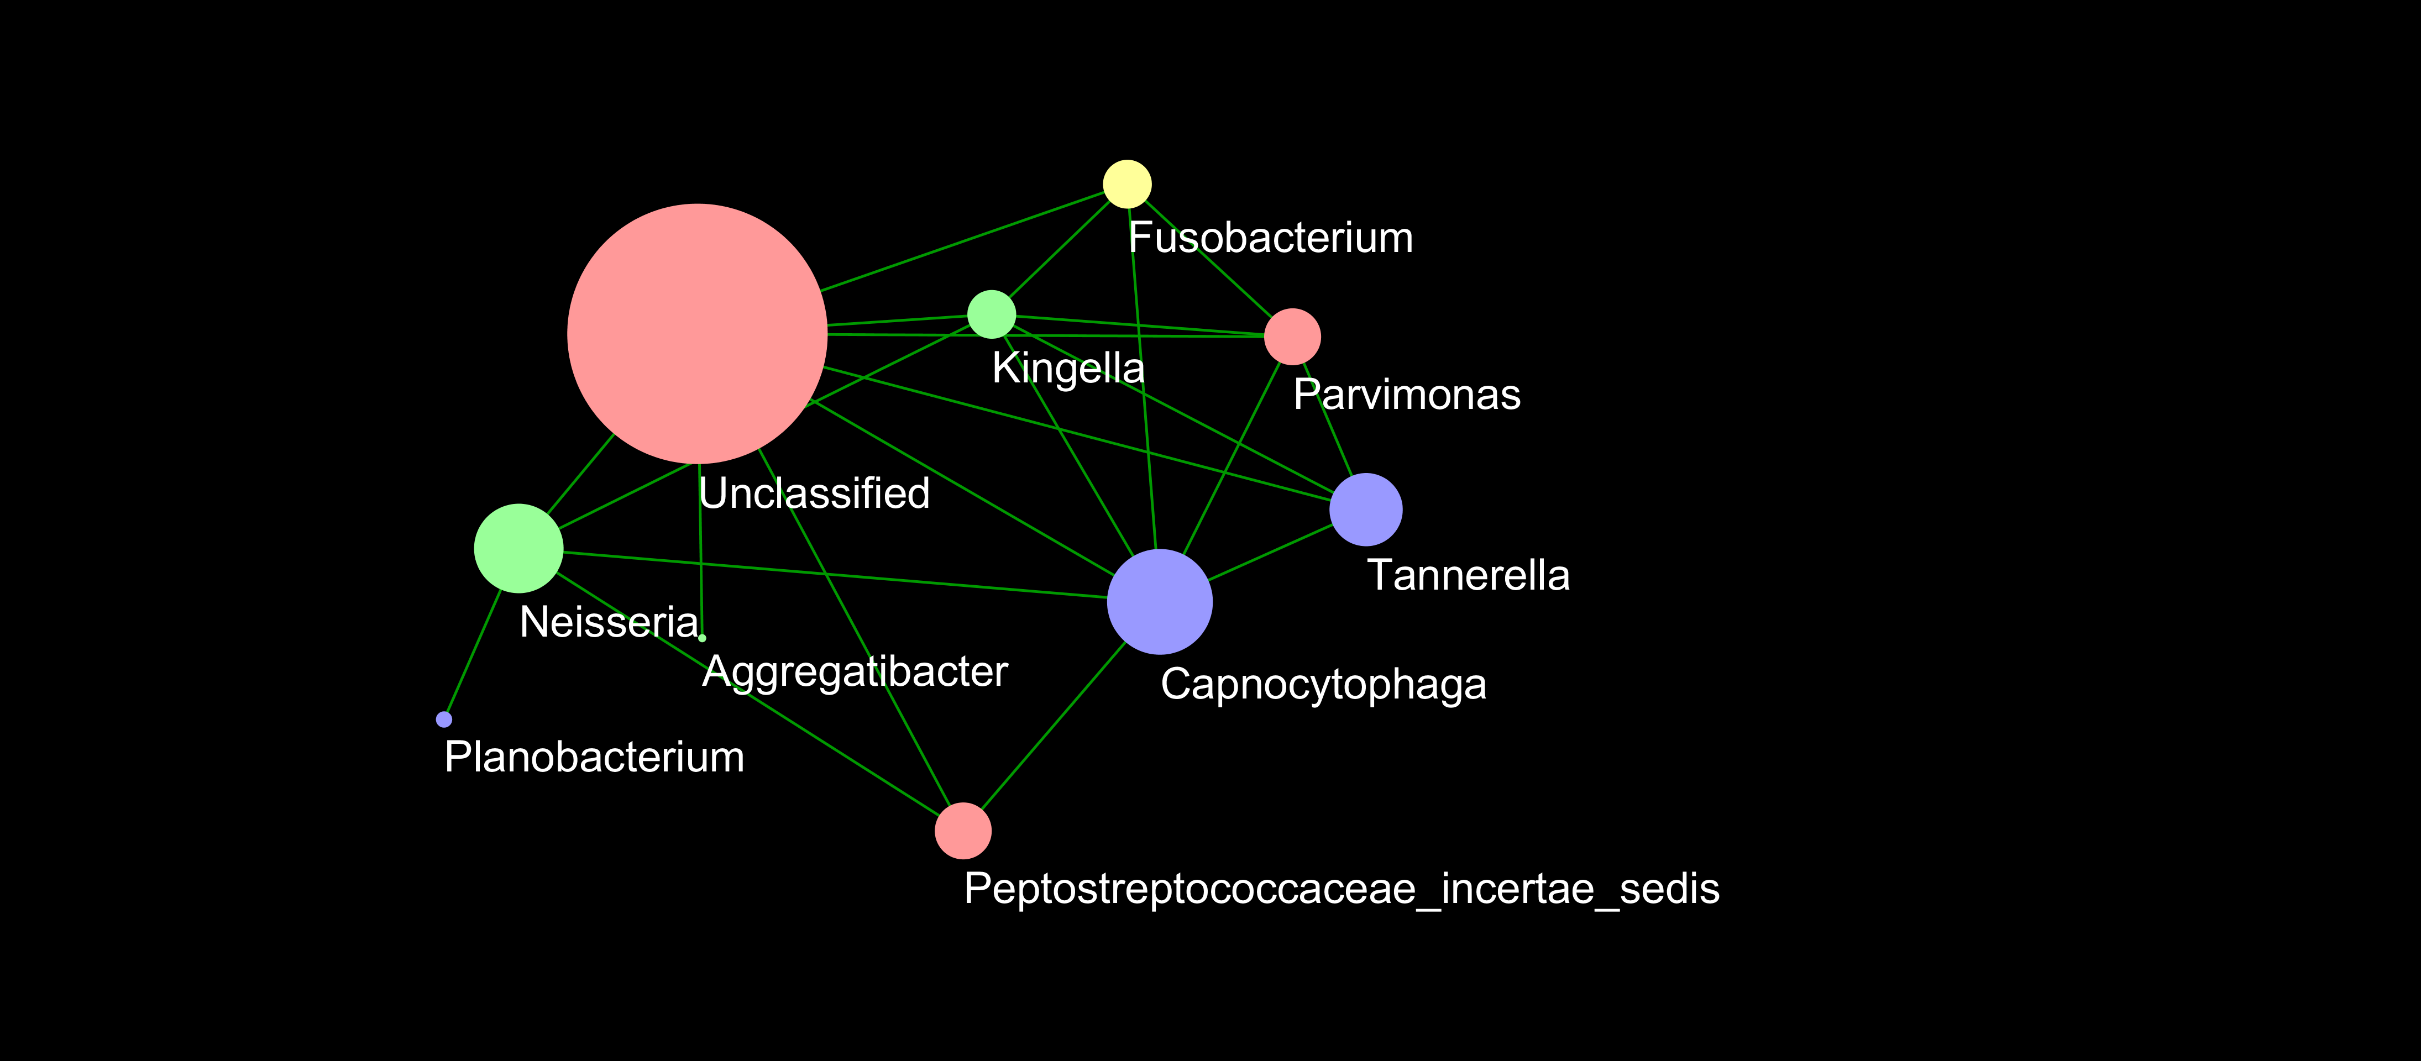 Fusobacterium
Kingella
Parvimonas
Unclassified
Tannerella
Neisseria
Aggregatibacter
Capnocytophaga
Planobacterium
Peptostreptococcaceae_incertae_sedis